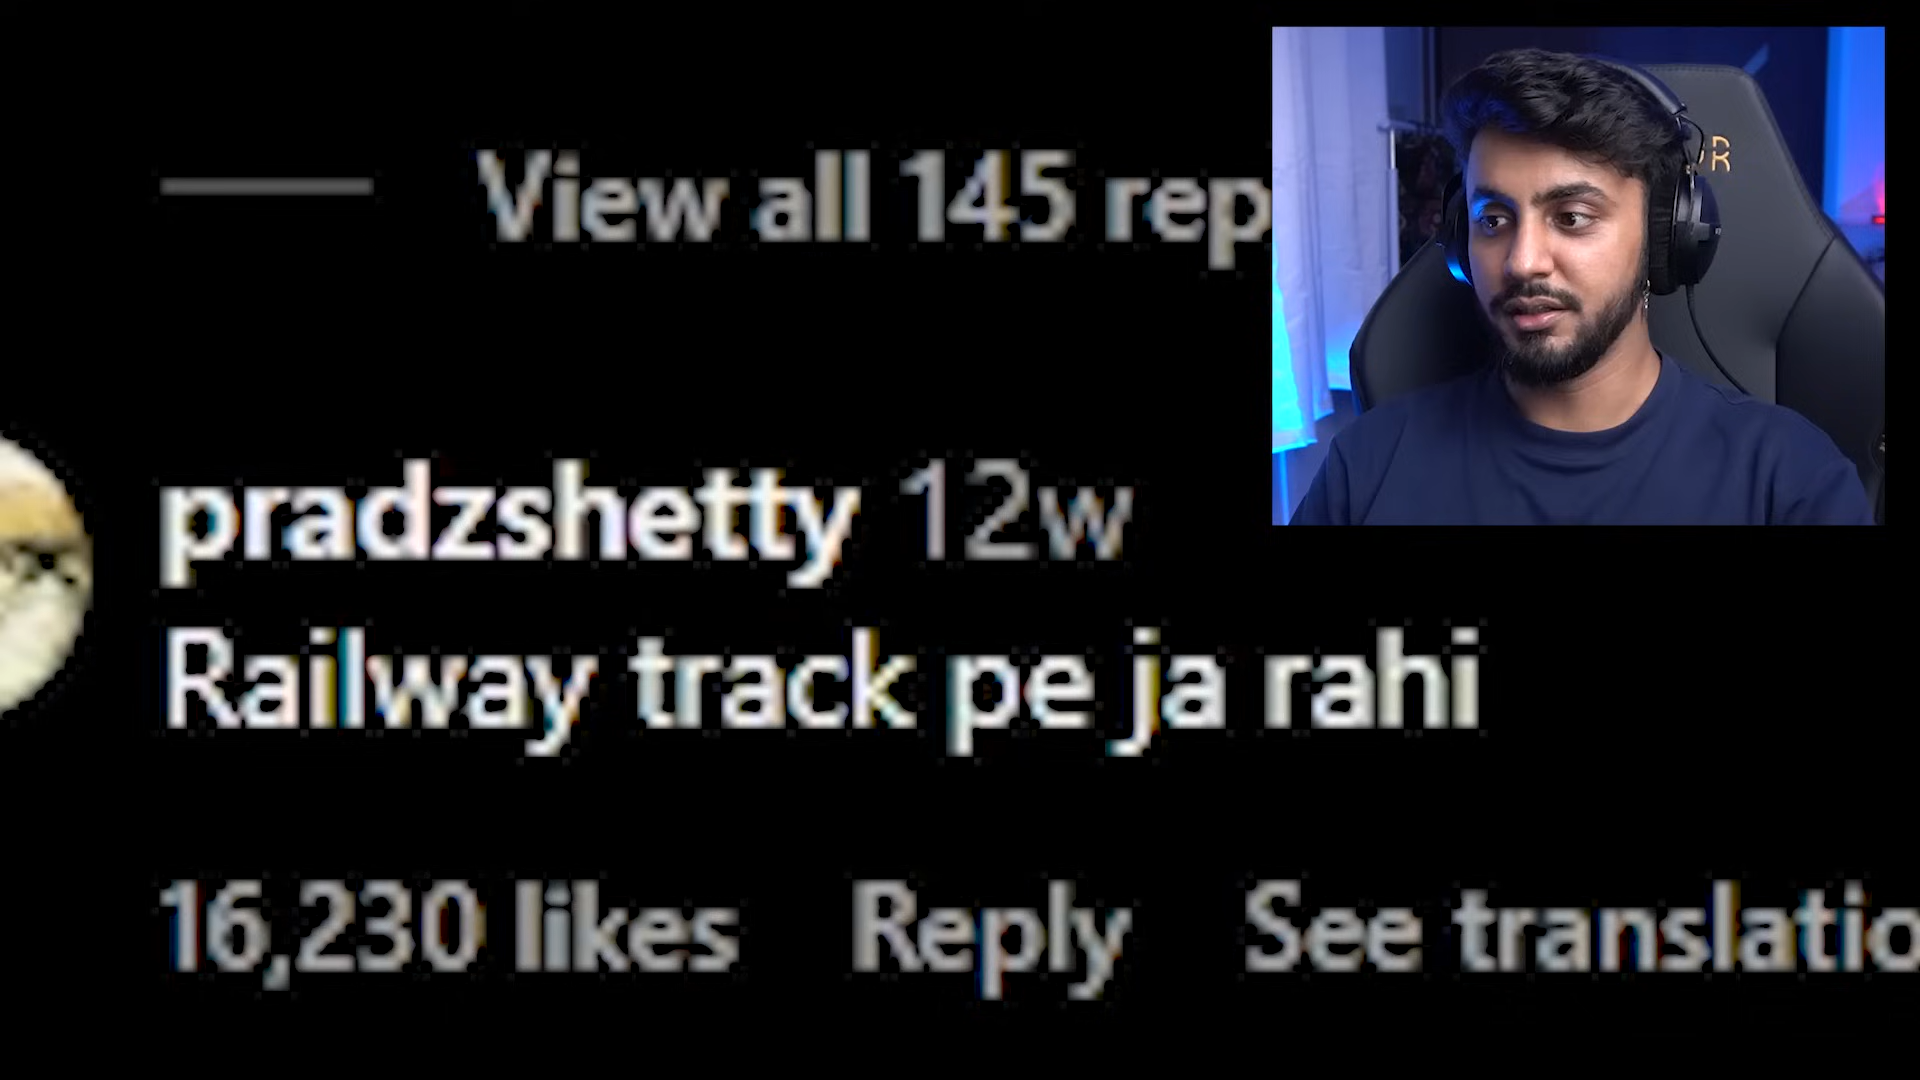 View all 145 rep
pradzshetty 12w
Railway track pe ja rahi
16,230 likes Reply See translatio